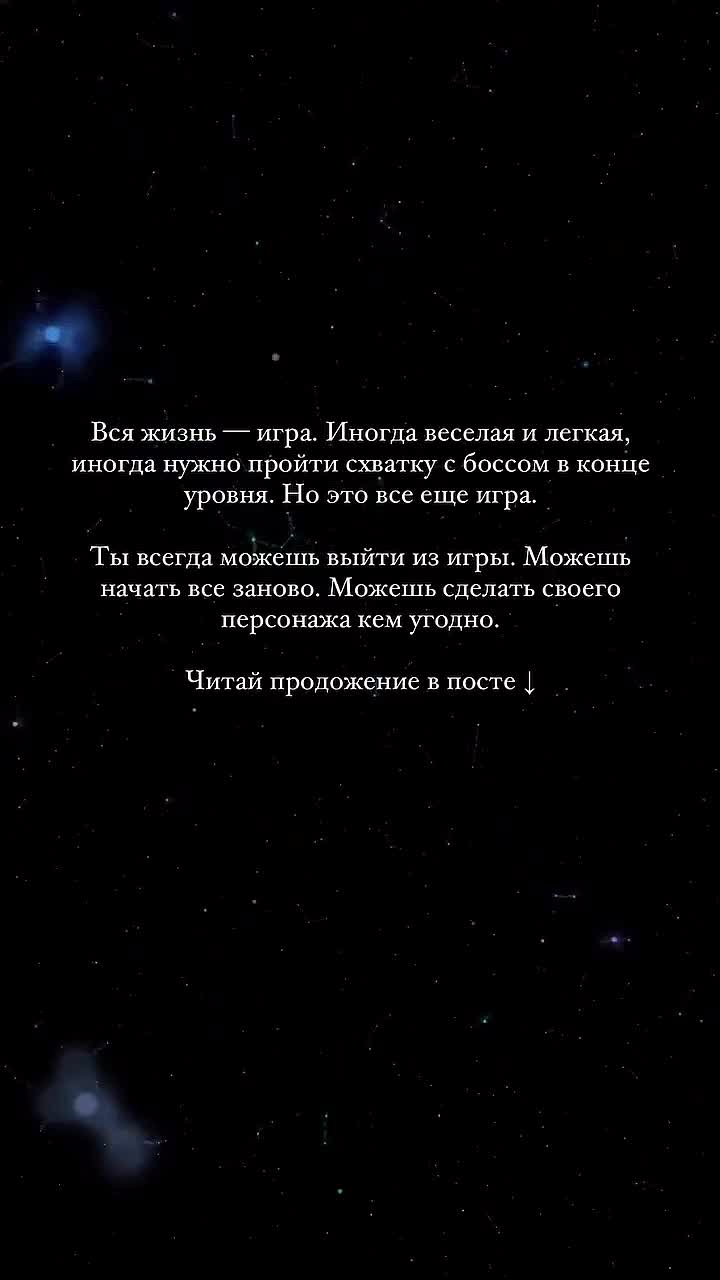 Вся жизнь — игра. Иногда веселая и легкая,
иногда нужно пройти схватку с боссом в конце
уровня. Но это все еще игра.
Ты всегда можешь выйти из игры. Можешь
начать все заново. Можешь сделать своего
персонажа кем угодно.
Читай продожение в посте ↓